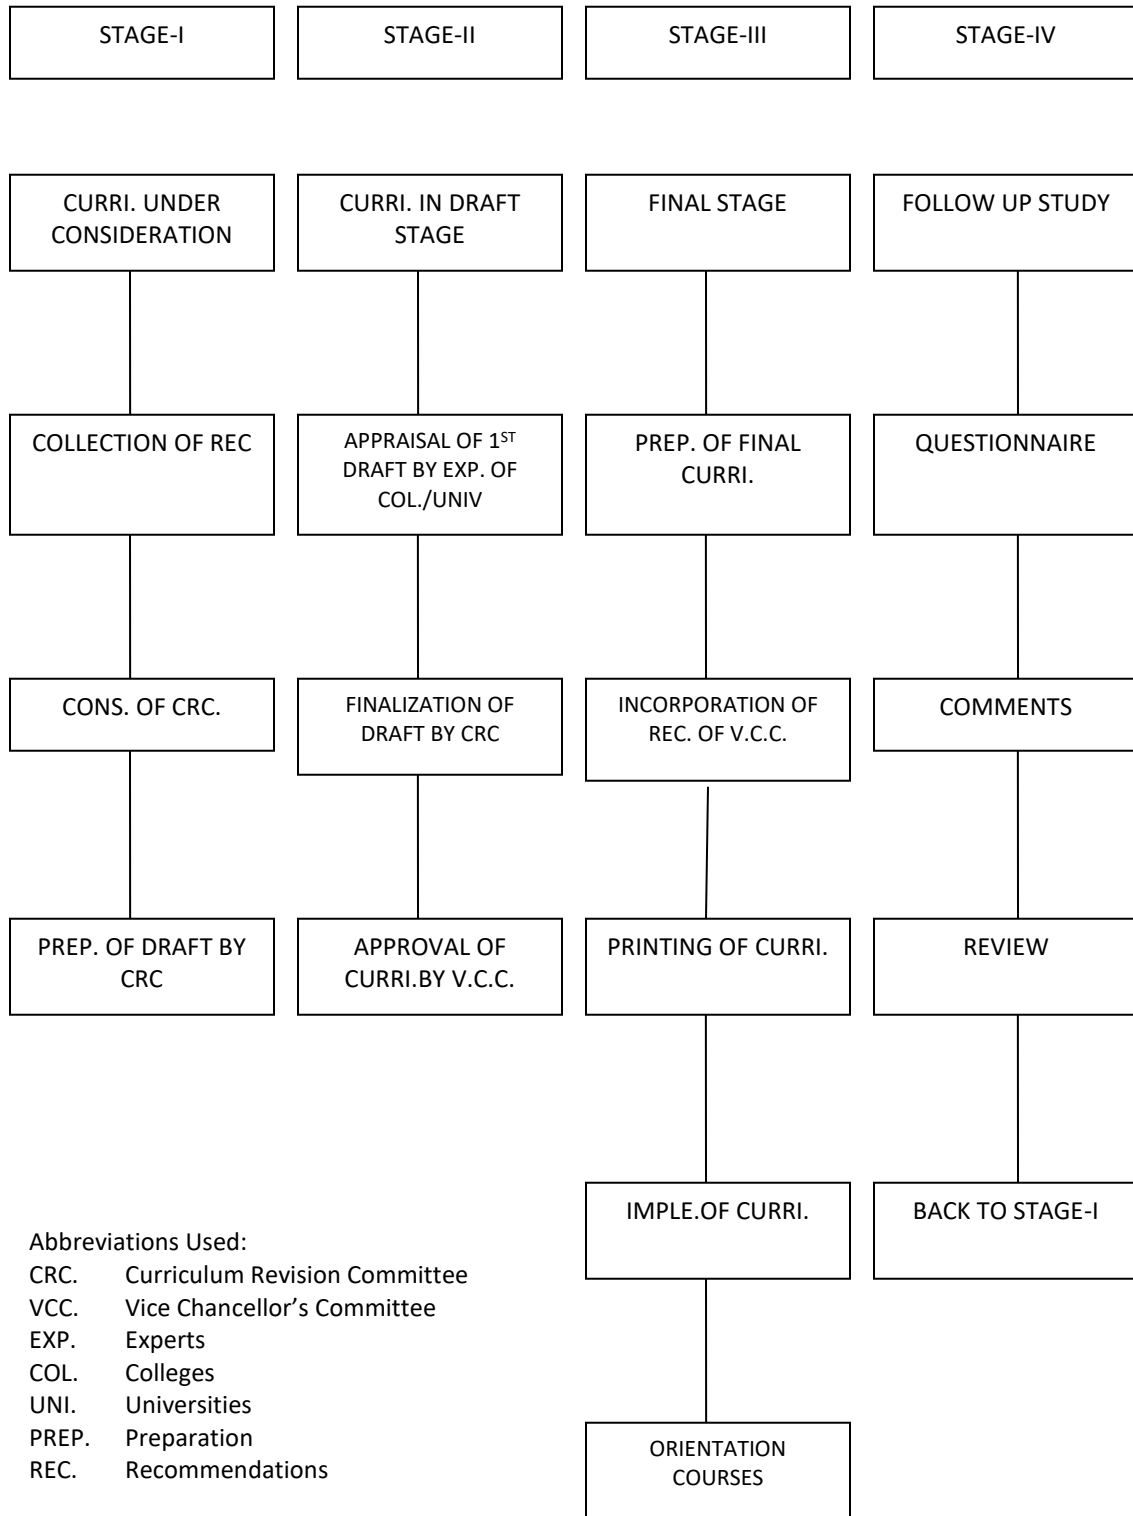 STAGE-I
STAGE-II
STAGE-III
STAGE-IV
CURRI. UNDER
CONSIDERATION
CURRI. IN DRAFT
STAGE
FINAL STAGE
FOLLOW UP STUDY
COLLECTION OF REC
APPRAISAL OF 1ST
DRAFT BY EXP. OF
COL./UNIV
PREP. OF FINAL
CURRI.
QUESTIONNAIRE
CONS. OF CRC.
FINALIZATION OF
DRAFT BY CRC
INCORPORATION OF
REC. OF V.C.C.
COMMENTS
PREP. OF DRAFT BY
CRC
APPROVAL OF
CURRI.BY V.C.C.
PRINTING OF CURRI.
REVIEW
IMPLE.OF CURRI.
BACK TO STAGE-I
Abbreviations Used:
CRC. Curriculum Revision Committee
VCC. Vice Chancellor’s Committee
EXP. Experts
COL. Colleges
UNI. Universities
PREP. Preparation
REC. Recommendations
ORIENTATION
COURSES